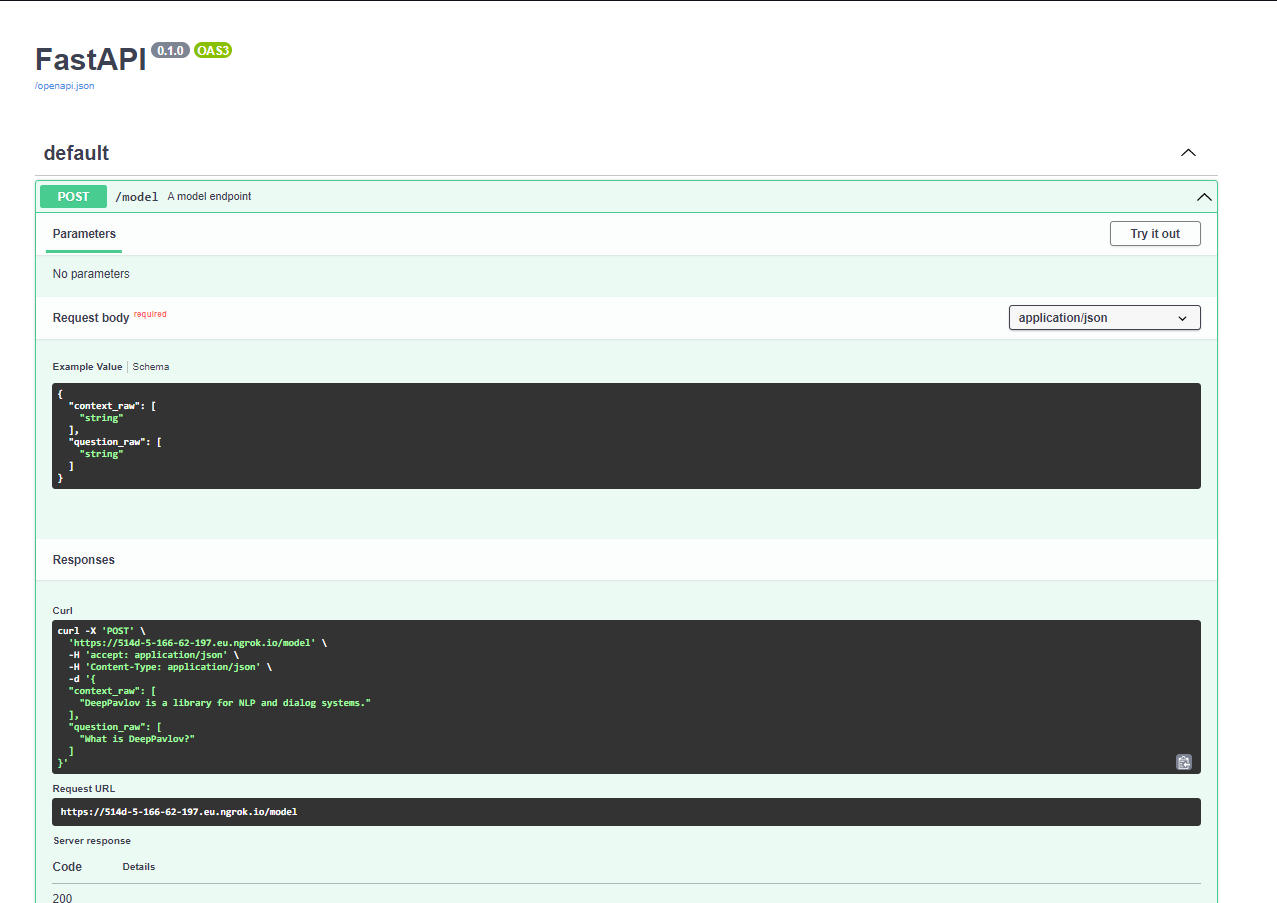 FastAPI 0.1.0 OAS3
/openapi.json
default
POST /model A model endpoint
Parameters
Try it out
No parameters
Request body required
application/json
Example Value Schema
{
  "context_raw": [
    "string"
  ],
  "question_raw": [
    "string"
  ]
}
Responses
Curl
curl -X 'POST' \
  'https://514d-5-166-62-197.eu.ngrok.io/model' \
  -H 'accept: application/json' \
  -H 'Content-Type: application/json' \
  -d '{
  "context_raw": [
    "DeepPavlov is a library for NLP and dialog systems."
  ],
  "question_raw": [
    "What is DeepPavlov?"
  ]
}'
Request URL
https://514d-5-166-62-197.eu.ngrok.io/model
Server response
Code Details
200